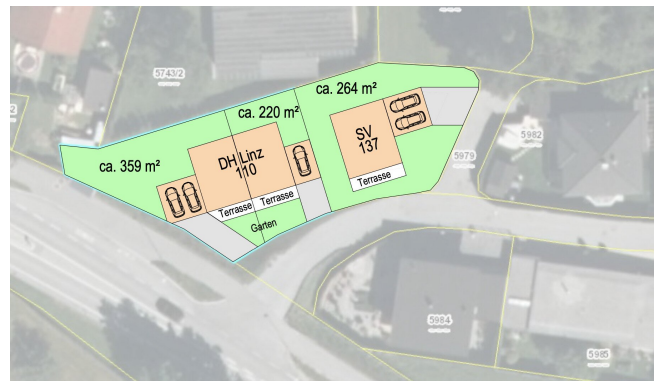 5743/2
ca. 264 m²
ca. 220 m²
ca. 359 m²
DH Linz
110
SV
137
5982
5979
Terrasse
Terrasse
Terrasse
Garten
5984
5985